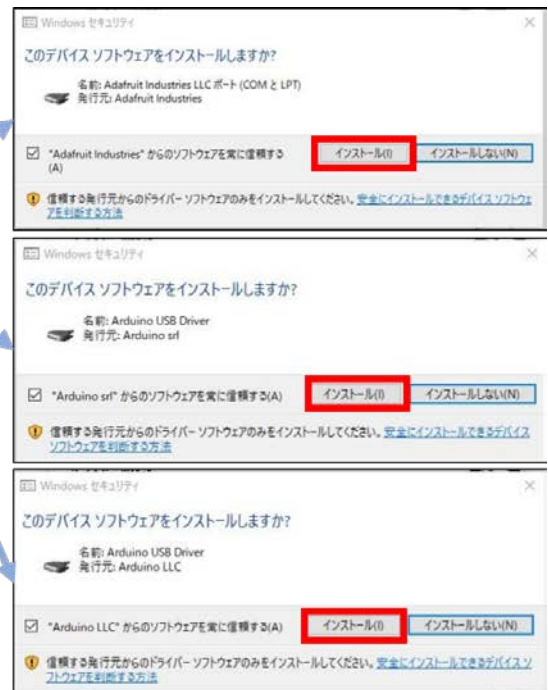 Windows セキュリティ
このデバイス ソフトウェアをインストールしますか?
名前: Adafruit Industries LLC ポート (COM と LPT)
発行元: Adafruit Industries
"Adafruit Industries" からのソフトウェアを常に信頼する
(A)
インストール(I)
インストールしない(N)
信頼する発行元からのドライバー ソフトウェアのみをインストールしてください。安全にインストールできるデバイス ソフトウェ
アを判断する方法
Windows セキュリティ
このデバイス ソフトウェアをインストールしますか?
名前: Arduino USB Driver
発行元: Arduino srl
"Arduino srl" からのソフトウェアを常に信頼する(A)
インストール(I)
インストールしない(N)
信頼する発行元からのドライバー ソフトウェアのみをインストールしてください。安全にインストールできるデバイス
ソフトウェアを判断する方法
Windows セキュリティ
このデバイス ソフトウェアをインストールしますか?
名前: Arduino USB Driver
発行元: Arduino LLC
"Arduino LLC" からのソフトウェアを常に信頼する(A)
インストール(I)
インストールしない(N)
信頼する発行元からのドライバー ソフトウェアのみをインストールしてください。安全にインストールできるデバイス ソ
フトウェアを判断する方法